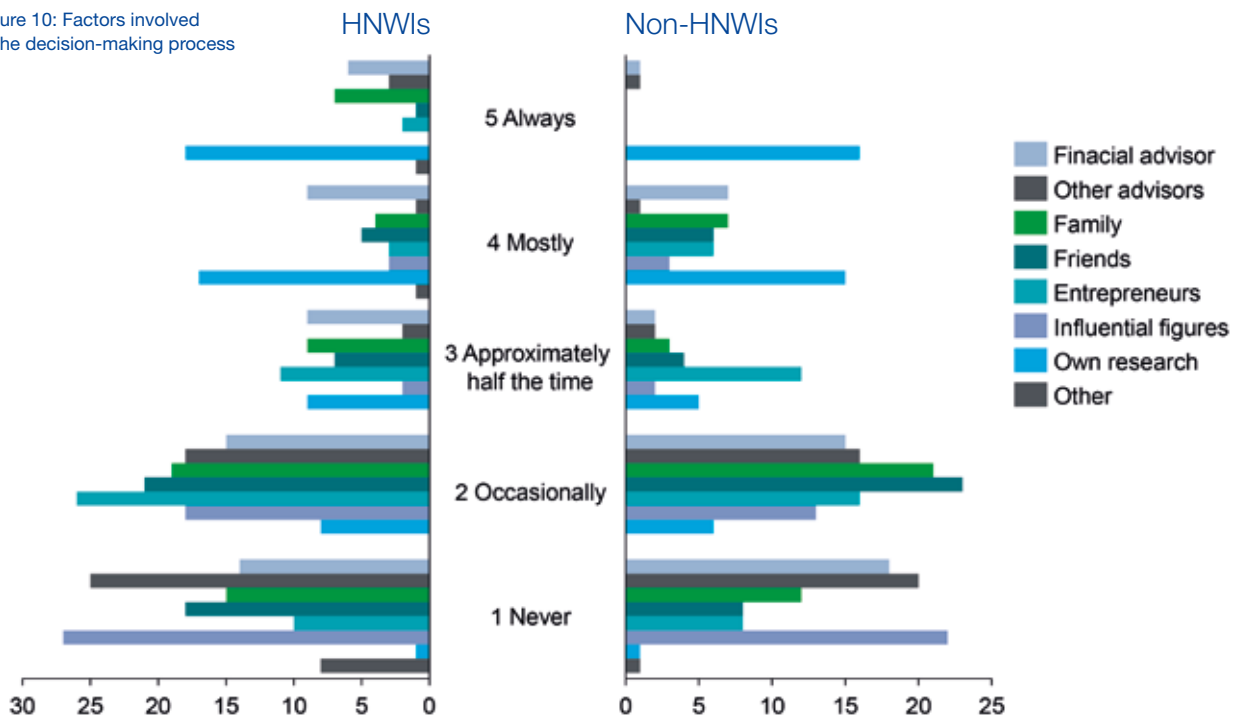 ure 10: Factors involved
he decision-making process
HNWIs
Non-HNWIs
5 Always
4 Mostly
3 Approximately
half the time
2 Occasionally
1 Never
Finacial advisor
Other advisors
Family
Friends
Entrepreneurs
Influential figures
Own research
Other
30 25 20 15 10 5 0
0 5 10 15 20 25